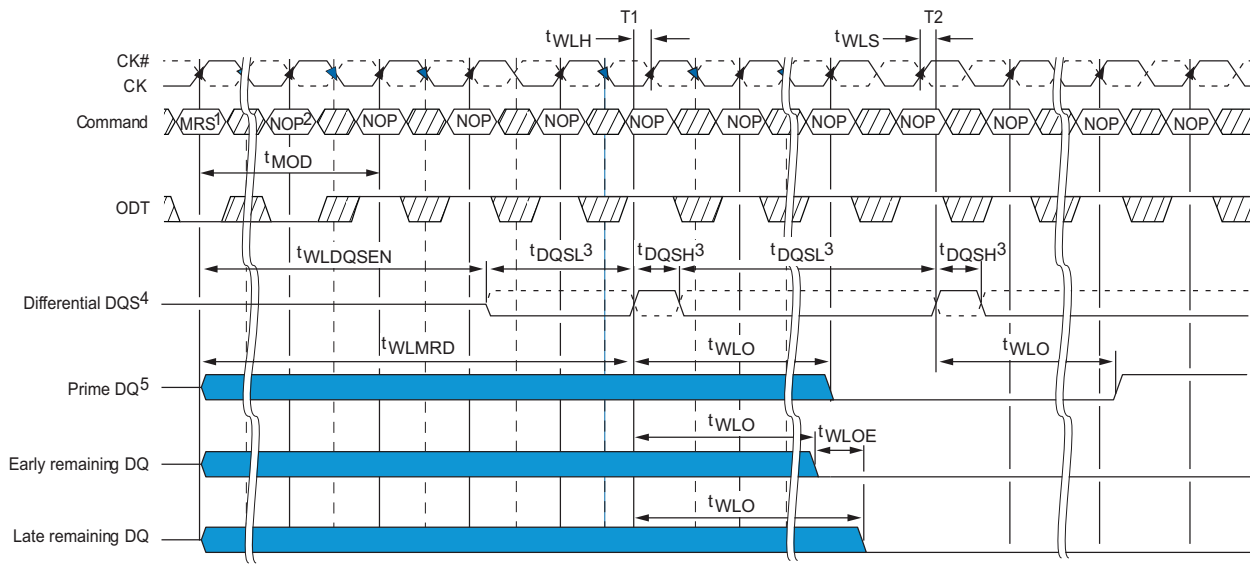 T1 T2
tWLH tWLS
CK#
CK
Command MRS1 NOP2 NOP NOP NOP NOP NOP NOP NOP NOP NOP NOP
tMOD
ODT
tWLDQSEN tDQSL3 tDQSH3 tDQSL3 tDQSH3
Differential DQS4
tWLMRD tWLO tWLO
Prime DQ5
tWLO tWLOE
Early remaining DQ
tWLO
Late remaining DQ